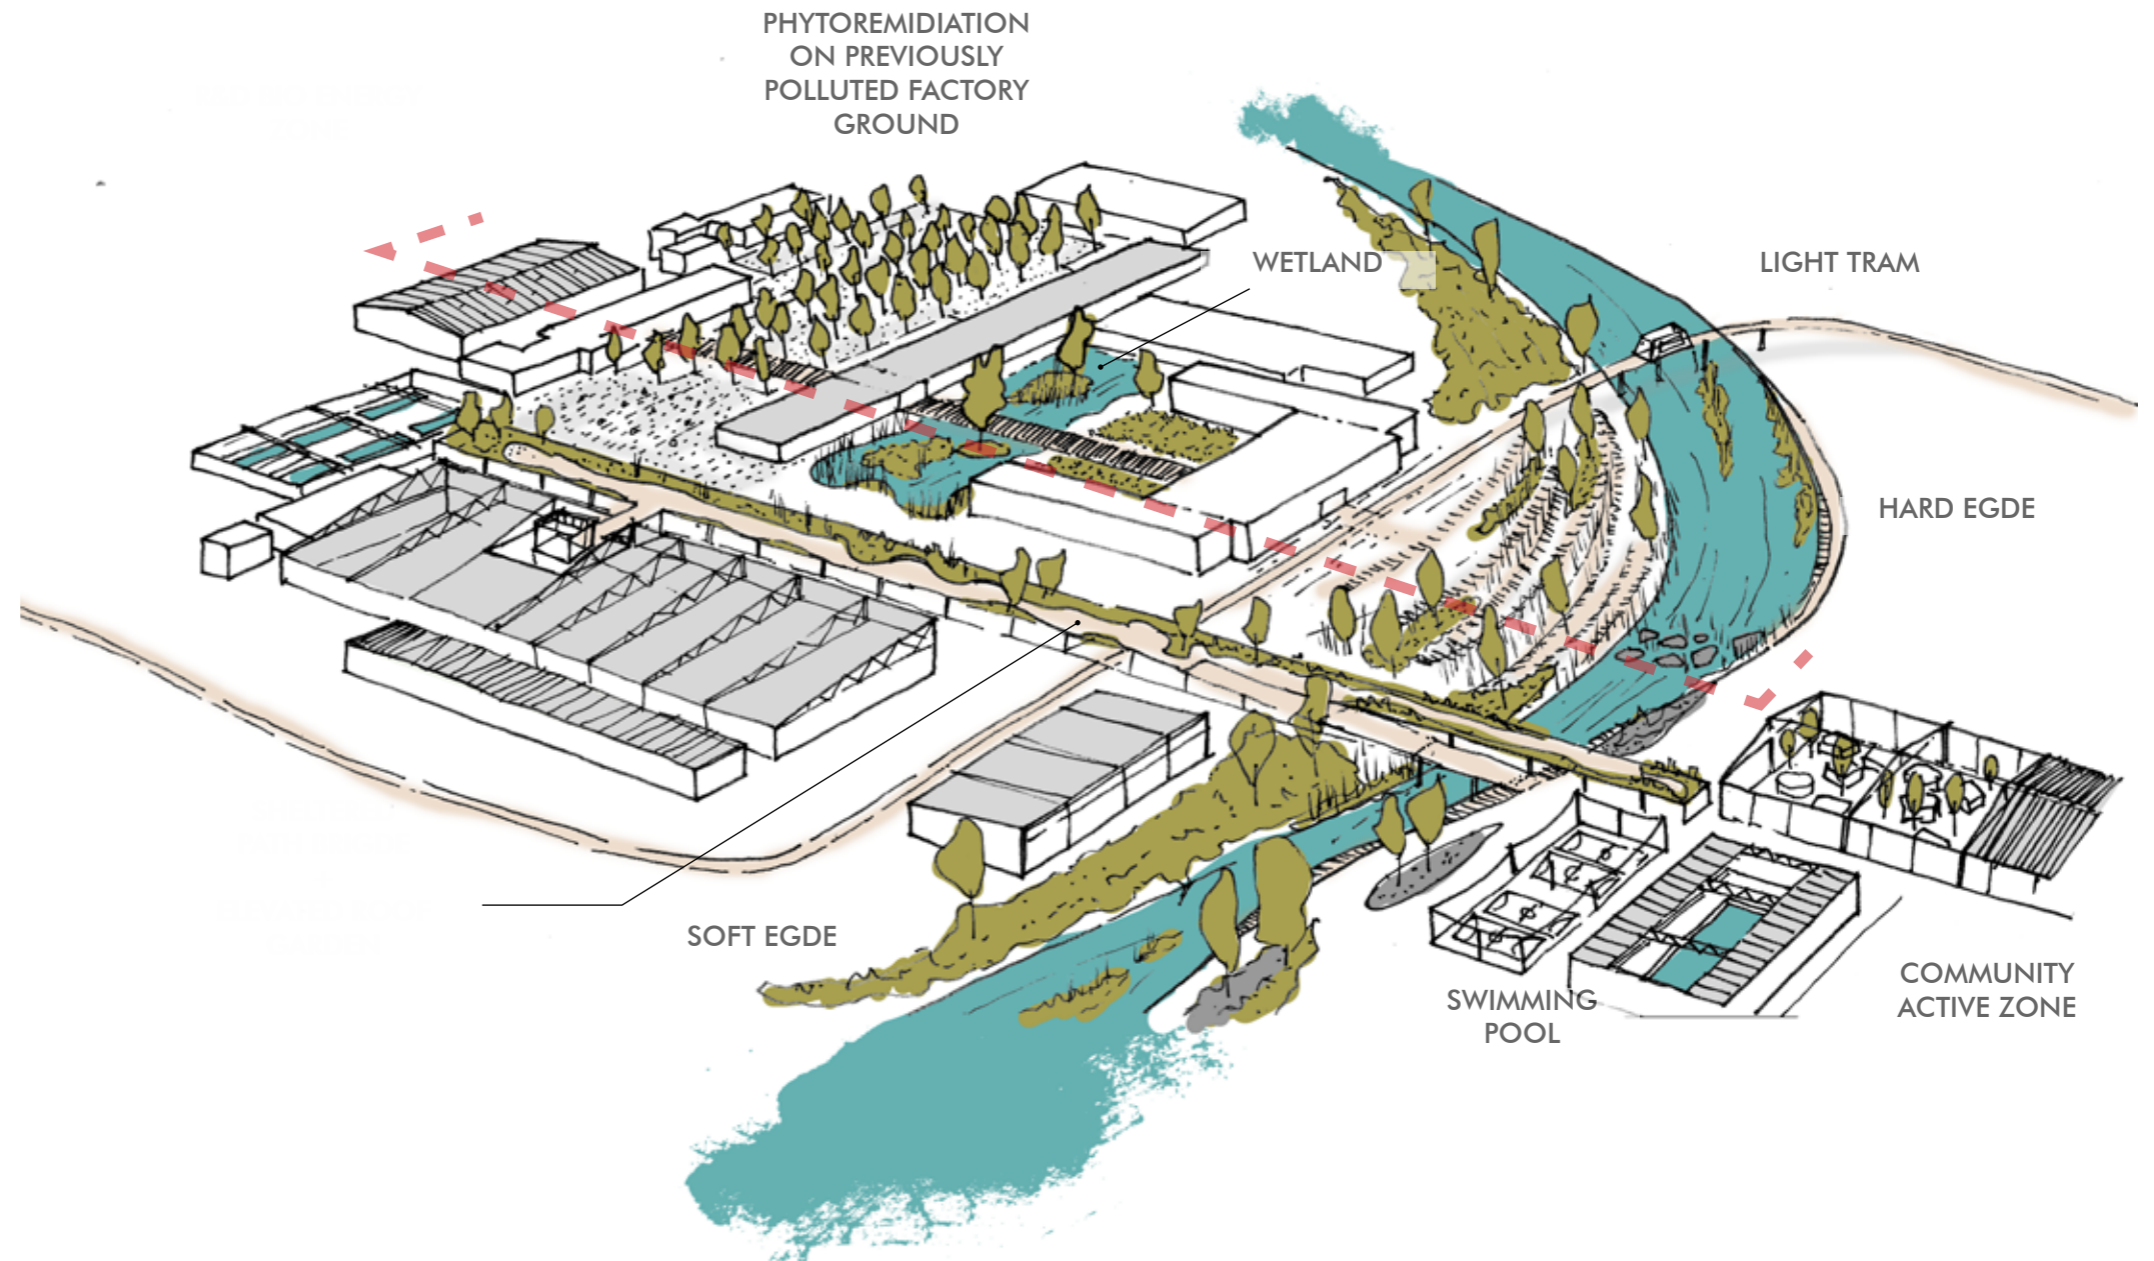 PHYTOREMIDIATION
ON PREVIOUSLY
POLLUTED FACTORY
GROUND
WETLAND
LIGHT TRAM
HARD EGDE
SOFT EGDE
SWIMMING
POOL
COMMUNITY
ACTIVE ZONE